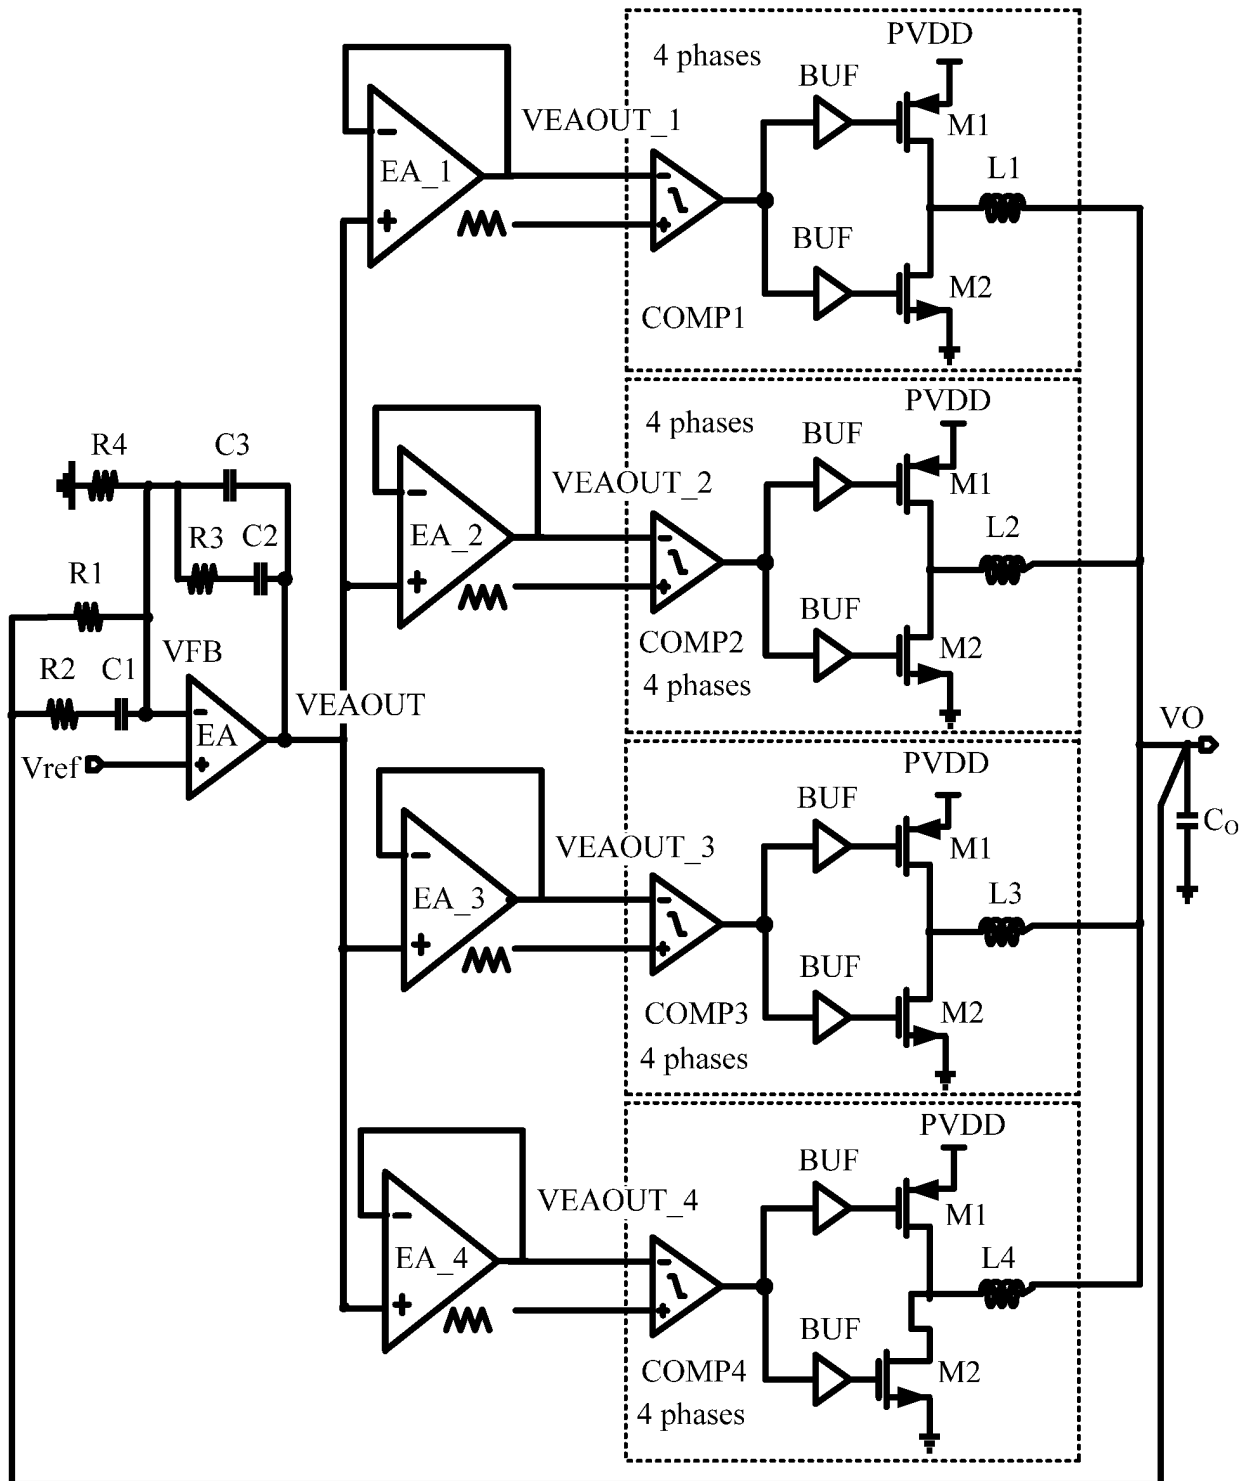 PVDD
4 phases
BUF
VEAOUT_1
M1
EA_1
L1
BUF
M2
COMP1
PVDD
4 phases
BUF
R4
C3
VEAOUT_2
M1
R3
C2
EA_2
L2
R1
BUF
VFB
COMP2
M2
R2
C1
4 phases
VEAOUT
VO
EA
Vref
PVDD
BUF
CO
VEAOUT_3
M1
EA_3
L3
BUF
COMP3
M2
4 phases
PVDD
BUF
VEAOUT_4
M1
EA_4
L4
BUF
COMP4
M2
4 phases